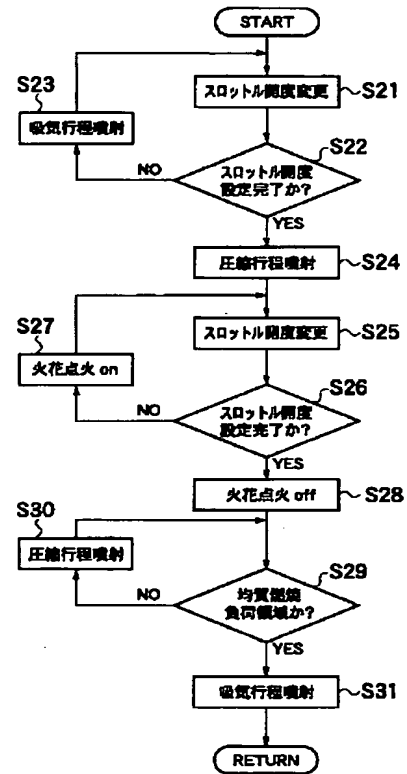 START
S23
スロットル開度変更
S21
吸気行程噴射
S22
NO
スロットル開度
設定完了か?
YES
圧縮行程噴射
S24
S27
スロットル開度変更
S25
火花点火 on
S26
NO
スロットル開度
設定完了か?
YES
火花点火 off
S28
S30
圧縮行程噴射
S29
NO
均質燃焼
負荷領域か?
YES
吸気行程噴射
S31
RETURN